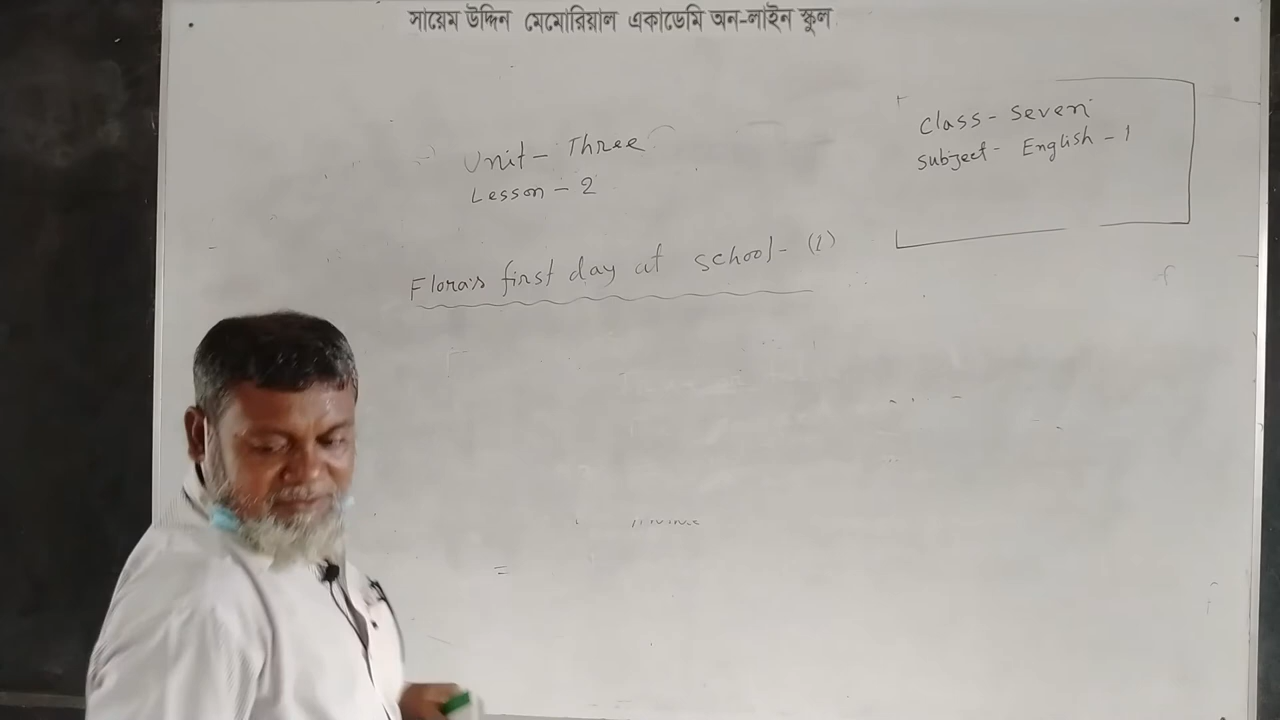 সায়েম উদ্দিন মেমোরিয়াল একাডেমি অন-লাইন স্কুল
Class - Seven
Subject - English - 1
Unit - Three
Lesson - 2
Flora's first day at school - (1)